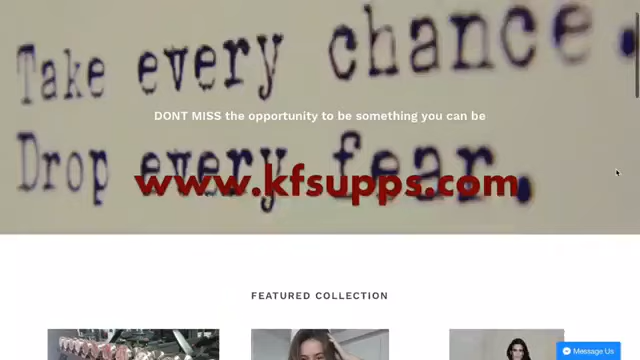 Take every chance.
DONT MISS the opportunity to be something you can be
Drop every fear.
www.kfsupps.com
FEATURED COLLECTION
Message Us